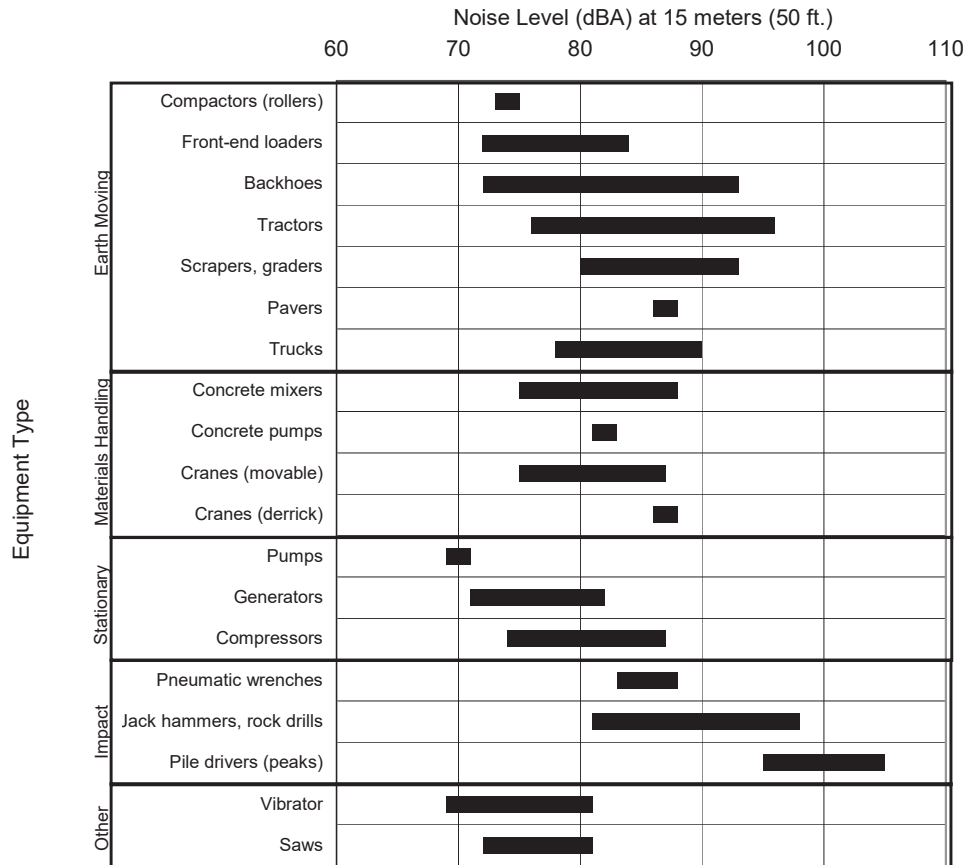 Noise Level (dBA) at 15 meters (50 ft.)
60 70 80 90 100 110
Equipment Type
Earth Moving
Compactors (rollers)
Front-end loaders
Backhoes
Tractors
Scrapers, graders
Pavers
Trucks
Materials Handling
Concrete mixers
Concrete pumps
Cranes (movable)
Cranes (derrick)
Stationary
Pumps
Generators
Compressors
Impact
Pneumatic wrenches
Jack hammers, rock drills
Pile drivers (peaks)
Other
Vibrator
Saws